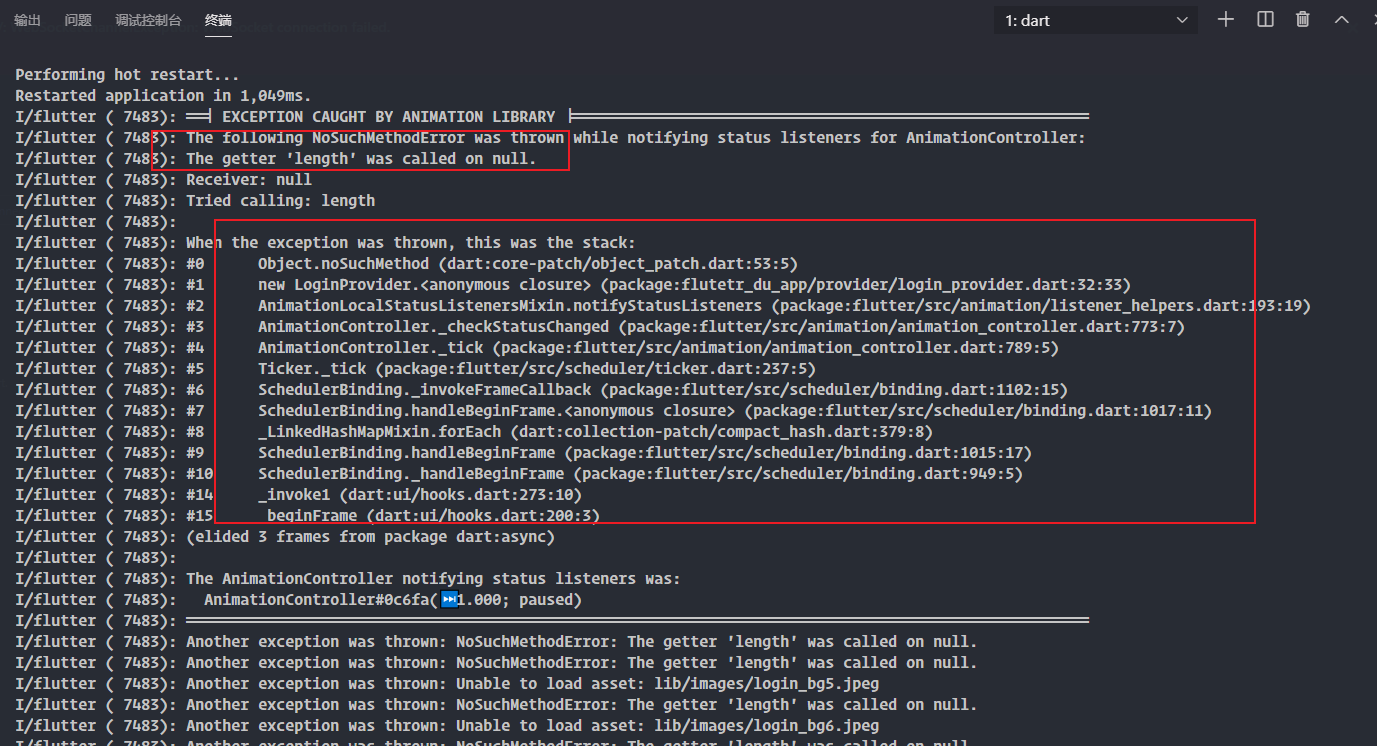 输出 问题 调试控制台 终端 1: dart
Performing hot restart...
Restarted application in 1,049ms.
I/flutter ( 7483): ══╡ EXCEPTION CAUGHT BY ANIMATION LIBRARY ╞═════════════════════════════════════════════════════════
I/flutter ( 7483): The following NoSuchMethodError was thrown while notifying status listeners for AnimationController:
I/flutter ( 7483): The getter 'length' was called on null.
I/flutter ( 7483): Receiver: null
I/flutter ( 7483): Tried calling: length
I/flutter ( 7483):
I/flutter ( 7483): When the exception was thrown, this was the stack:
I/flutter ( 7483): #0      Object.noSuchMethod (dart:core-patch/object_patch.dart:53:5)
I/flutter ( 7483): #1      new LoginProvider.<anonymous closure> (package:flutetr_du_app/provider/login_provider.dart:32:33)
I/flutter ( 7483): #2      AnimationLocalStatusListenersMixin.notifyStatusListeners (package:flutter/src/animation/listener_helpers.dart:193:19)
I/flutter ( 7483): #3      AnimationController._checkStatusChanged (package:flutter/src/animation/animation_controller.dart:773:7)
I/flutter ( 7483): #4      AnimationController._tick (package:flutter/src/animation/animation_controller.dart:789:5)
I/flutter ( 7483): #5      Ticker._tick (package:flutter/src/scheduler/ticker.dart:237:5)
I/flutter ( 7483): #6      SchedulerBinding._invokeFrameCallback (package:flutter/src/scheduler/binding.dart:1102:15)
I/flutter ( 7483): #7      SchedulerBinding.handleBeginFrame.<anonymous closure> (package:flutter/src/scheduler/binding.dart:1017:11)
I/flutter ( 7483): #8      _LinkedHashMapMixin.forEach (dart:collection-patch/compact_hash.dart:379:8)
I/flutter ( 7483): #9      SchedulerBinding.handleBeginFrame (package:flutter/src/scheduler/binding.dart:1015:17)
I/flutter ( 7483): #10     SchedulerBinding._handleBeginFrame (package:flutter/src/scheduler/binding.dart:949:5)
I/flutter ( 7483): #14     _invoke1 (dart:ui/hooks.dart:273:10)
I/flutter ( 7483): #15     _beginFrame (dart:ui/hooks.dart:200:3)
I/flutter ( 7483): (elided 3 frames from package dart:async)
I/flutter ( 7483):
I/flutter ( 7483): The AnimationController notifying status listeners was:
I/flutter ( 7483):   AnimationController#0c6fa(⏭1.000; paused)
I/flutter ( 7483): ════════════════════════════════════════════════════════════════════════════════════════════════════
I/flutter ( 7483): Another exception was thrown: NoSuchMethodError: The getter 'length' was called on null.
I/flutter ( 7483): Another exception was thrown: NoSuchMethodError: The getter 'length' was called on null.
I/flutter ( 7483): Another exception was thrown: Unable to load asset: lib/images/login_bg5.jpeg
I/flutter ( 7483): Another exception was thrown: NoSuchMethodError: The getter 'length' was called on null.
I/flutter ( 7483): Another exception was thrown: Unable to load asset: lib/images/login_bg6.jpeg
I/flutter ( 7483): Another exception was thrown: NoSuchMethodError: The getter 'length' was called on null.